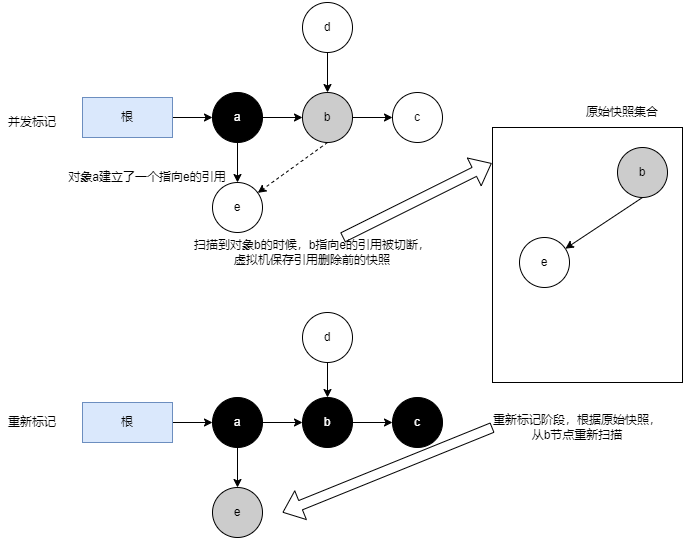 d
并发标记
根
a
b
c
原始快照集合
对象a建立了一个指向e的引用
e
b
扫描到对象b的时候，b指向e的引用被切断，
虚拟机保存引用删除前的快照
e
d
重新标记
根
a
b
c
重新标记阶段，根据原始快照，
从b节点重新扫描
e